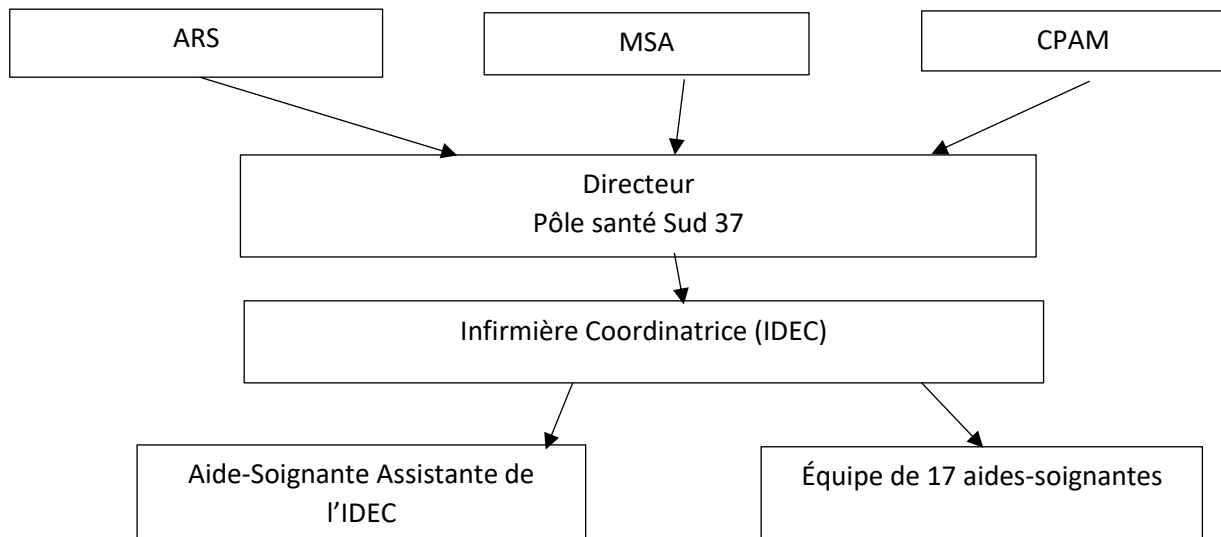 ARS
MSA
CPAM
Directeur
Pôle santé Sud 37
Infirmière Coordinatrice (IDEC)
Aide-Soignante Assistante de
l’IDEC
Équipe de 17 aides-soignantes